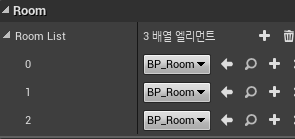 Room
Room List 3 배열 엘리먼트
0 BP_Room
1 BP_Room
2 BP_Room